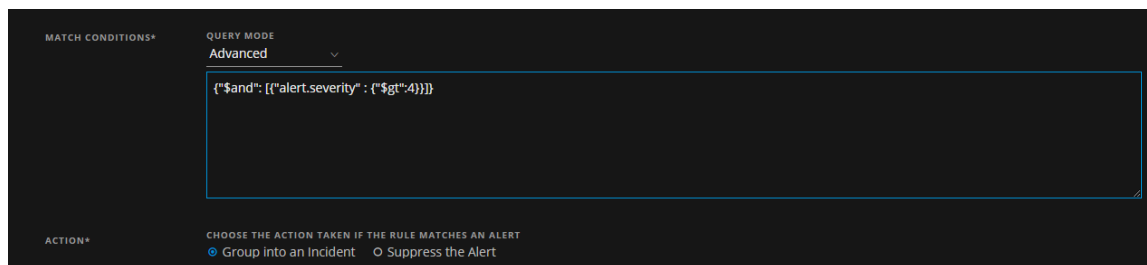 MATCH CONDITIONS*
QUERY MODE
Advanced
{"$and": [{"alert.severity" : {"$gt":4}}]}
ACTION*
CHOOSE THE ACTION TAKEN IF THE RULE MATCHES AN ALERT
Group into an Incident Suppress the Alert